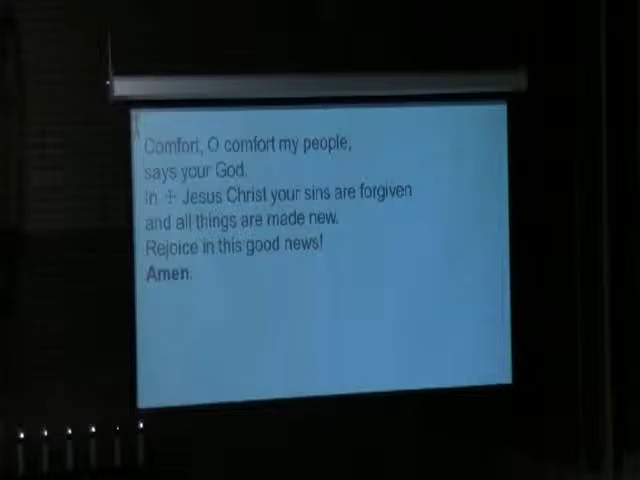 Comfort, O comfort my people,
says your God.
In ☩ Jesus Christ your sins are forgiven
and all things are made new.
Rejoice in this good news!
Amen.